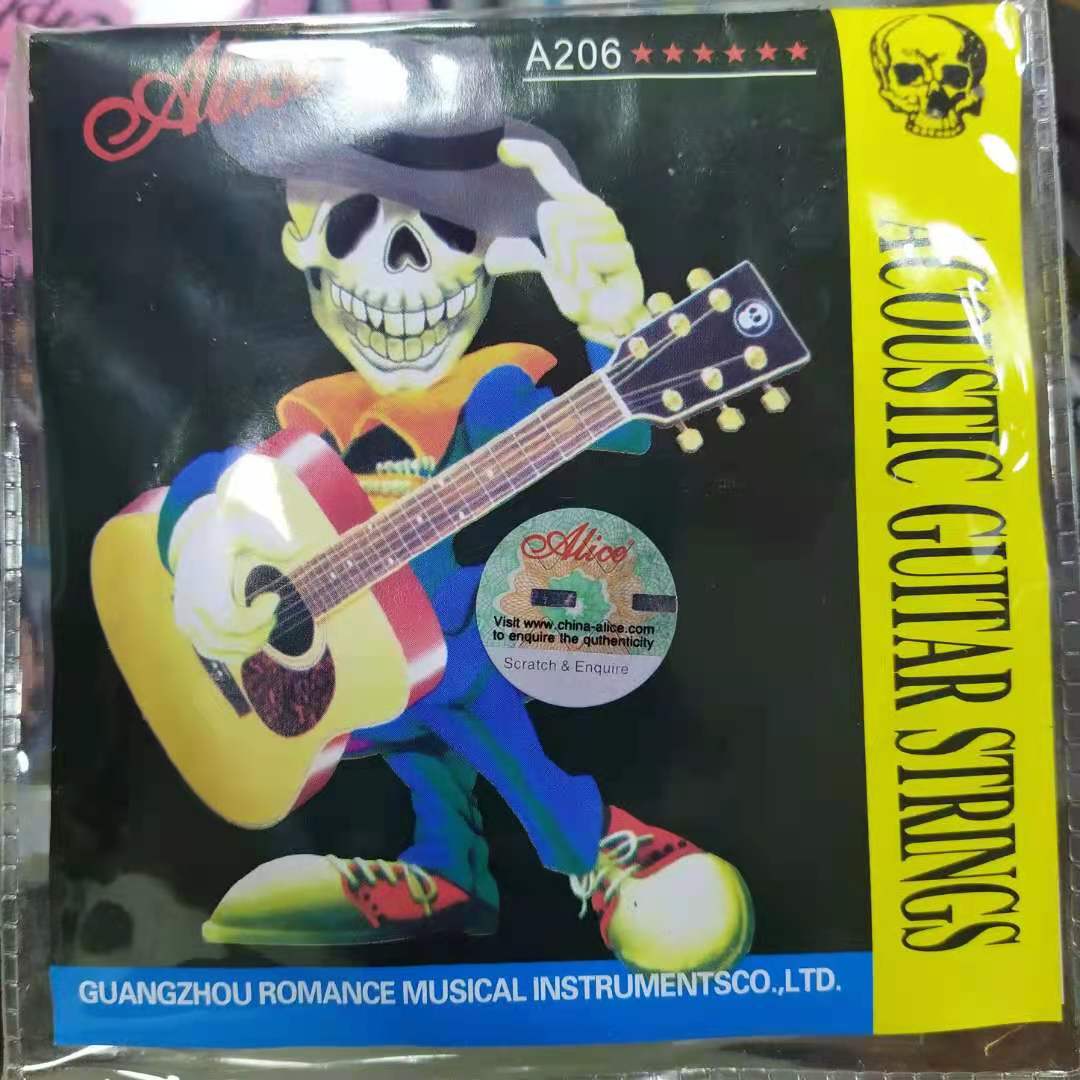 Alice
A206 ★★★★★★
ACOUSTIC GUITAR STRINGS
Alice
Visit www.china-alice.com
to enquire the quthenticity
Scratch & Enquire
GUANGZHOU ROMANCE MUSICAL INSTRUMENTSCO.,LTD.